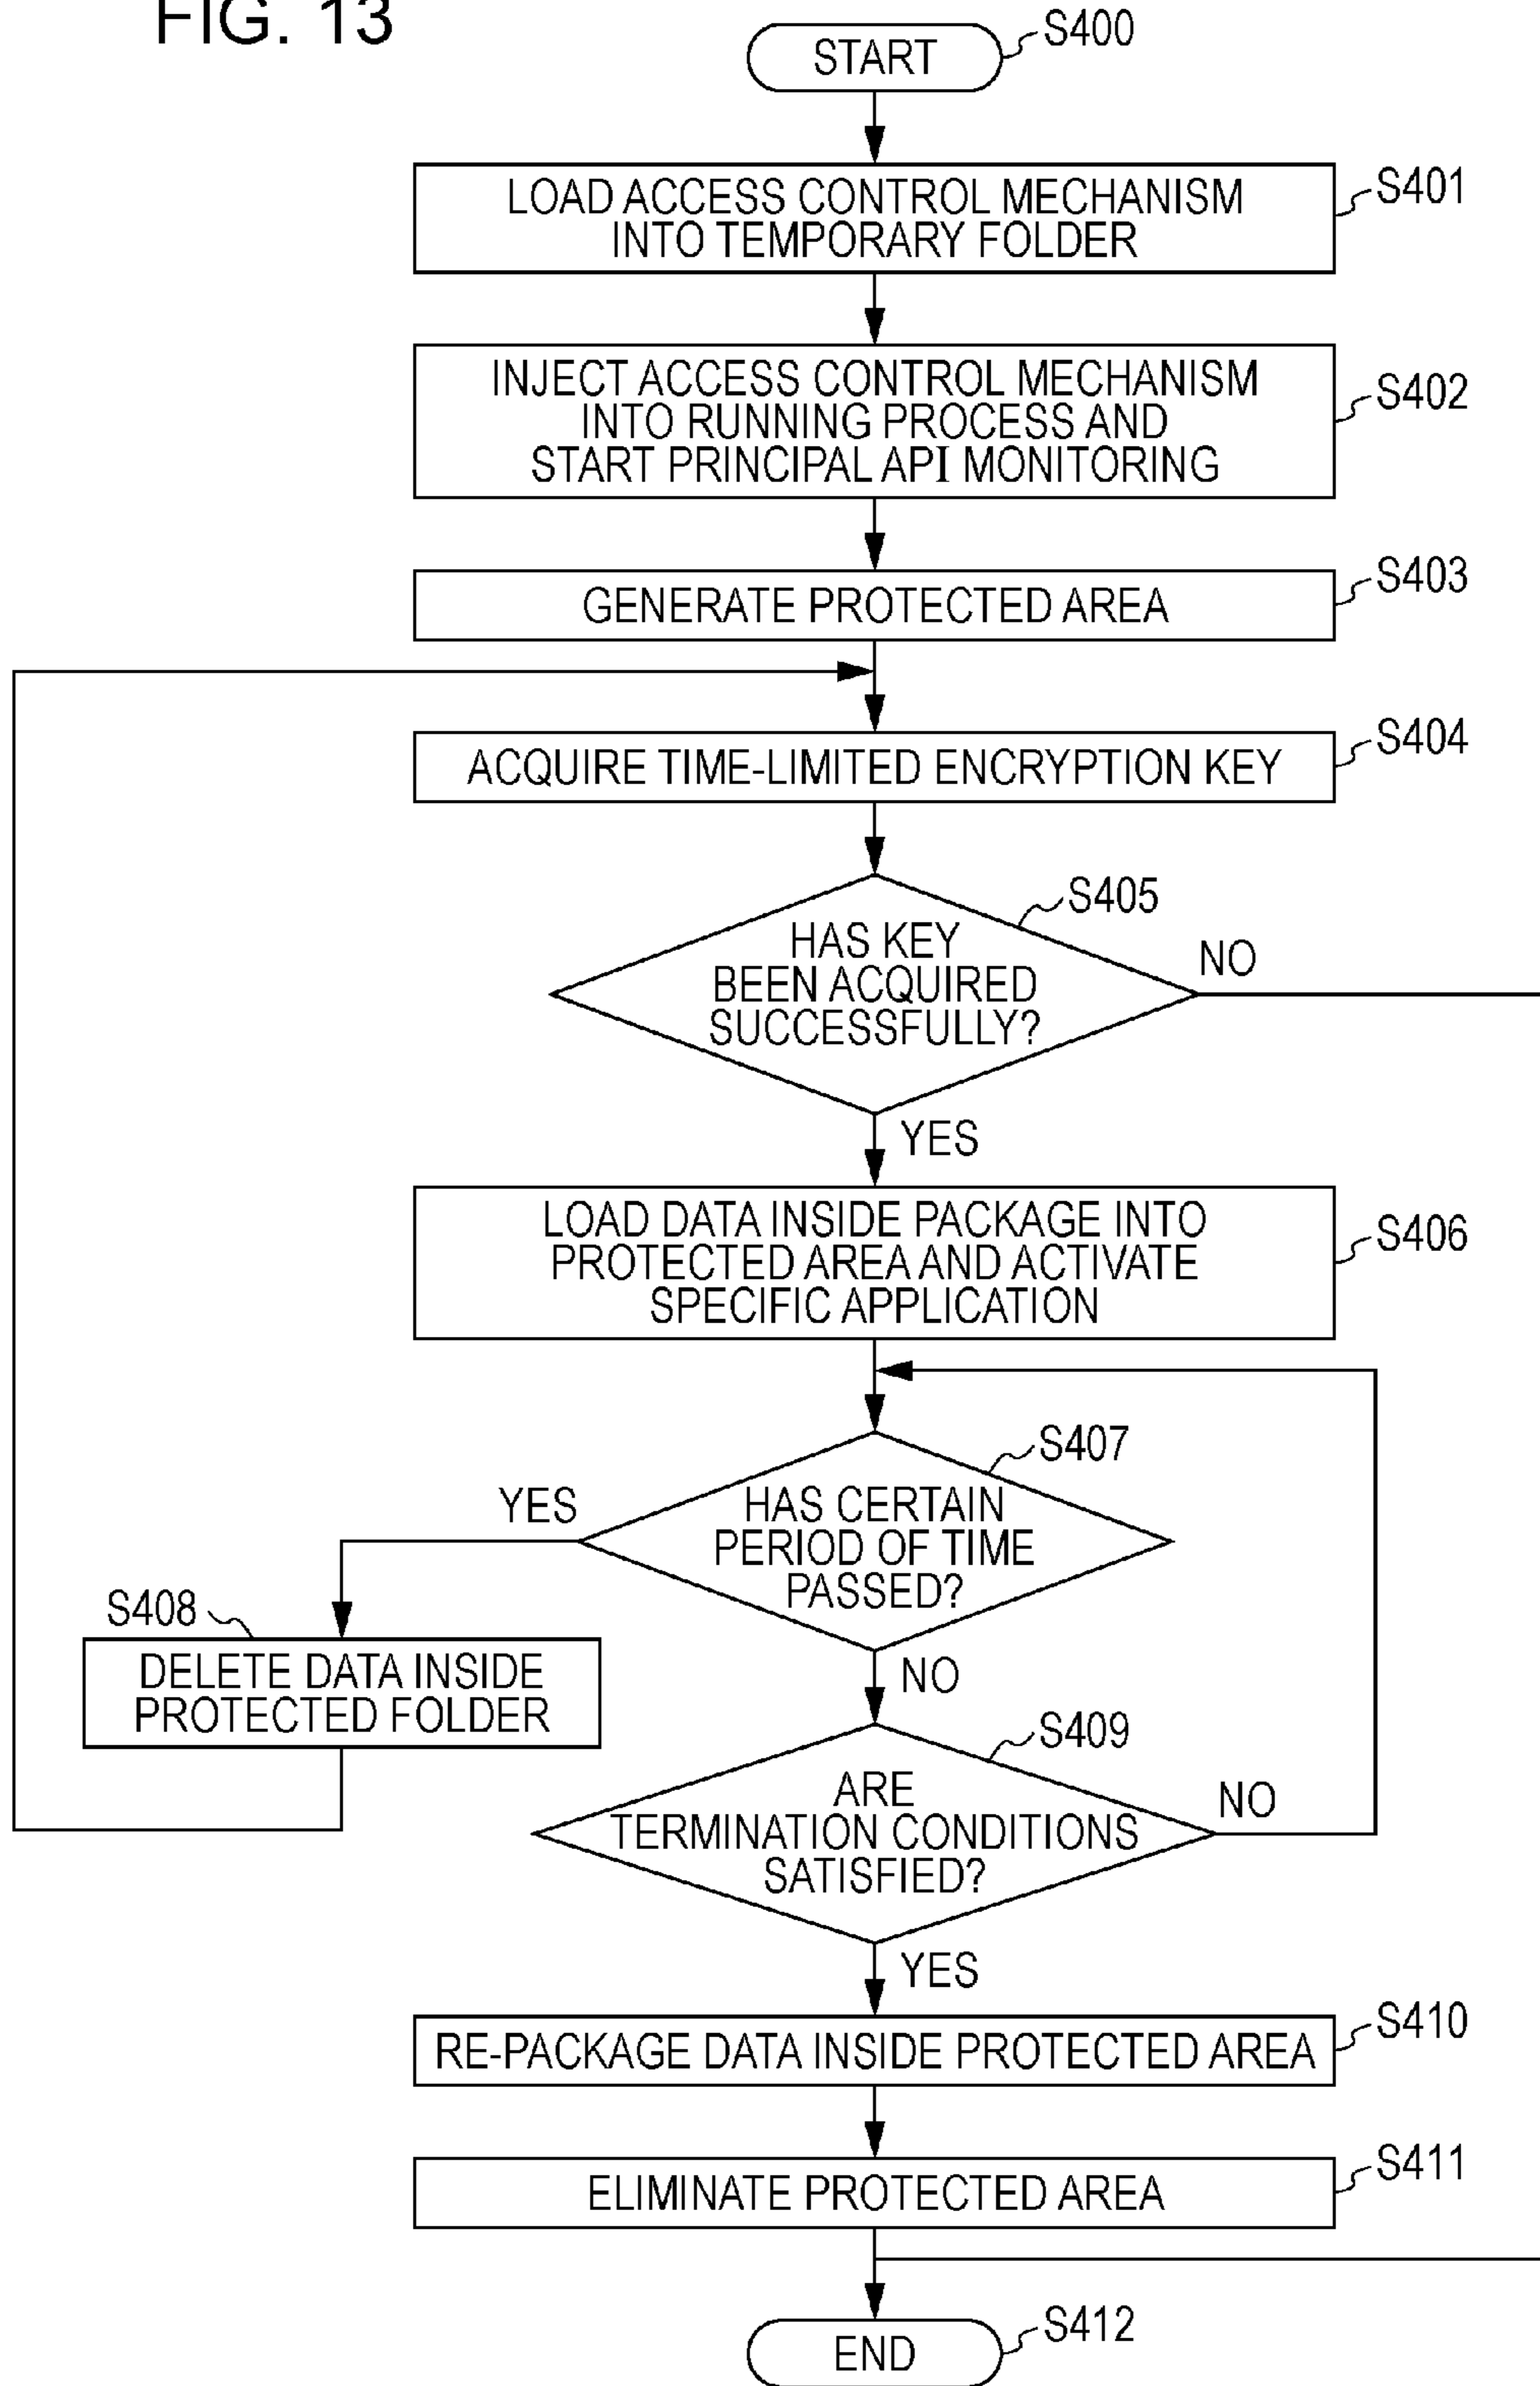 FIG. 13
START
S400
LOAD ACCESS CONTROL MECHANISM
INTO TEMPORARY FOLDER
S401
INJECT ACCESS CONTROL MECHANISM
INTO RUNNING PROCESS AND
START PRINCIPAL API MONITORING
S402
GENERATE PROTECTED AREA
S403
ACQUIRE TIME-LIMITED ENCRYPTION KEY
S404
S405
HAS KEY
BEEN ACQUIRED
SUCCESSFULLY?
NO
YES
LOAD DATA INSIDE PACKAGE INTO
PROTECTED AREA AND ACTIVATE
SPECIFIC APPLICATION
S406
S407
HAS CERTAIN
PERIOD OF TIME
PASSED?
YES
NO
S408
DELETE DATA INSIDE
PROTECTED FOLDER
S409
ARE
TERMINATION CONDITIONS
SATISFIED?
NO
YES
RE-PACKAGE DATA INSIDE PROTECTED AREA
S410
ELIMINATE PROTECTED AREA
S411
END
S412